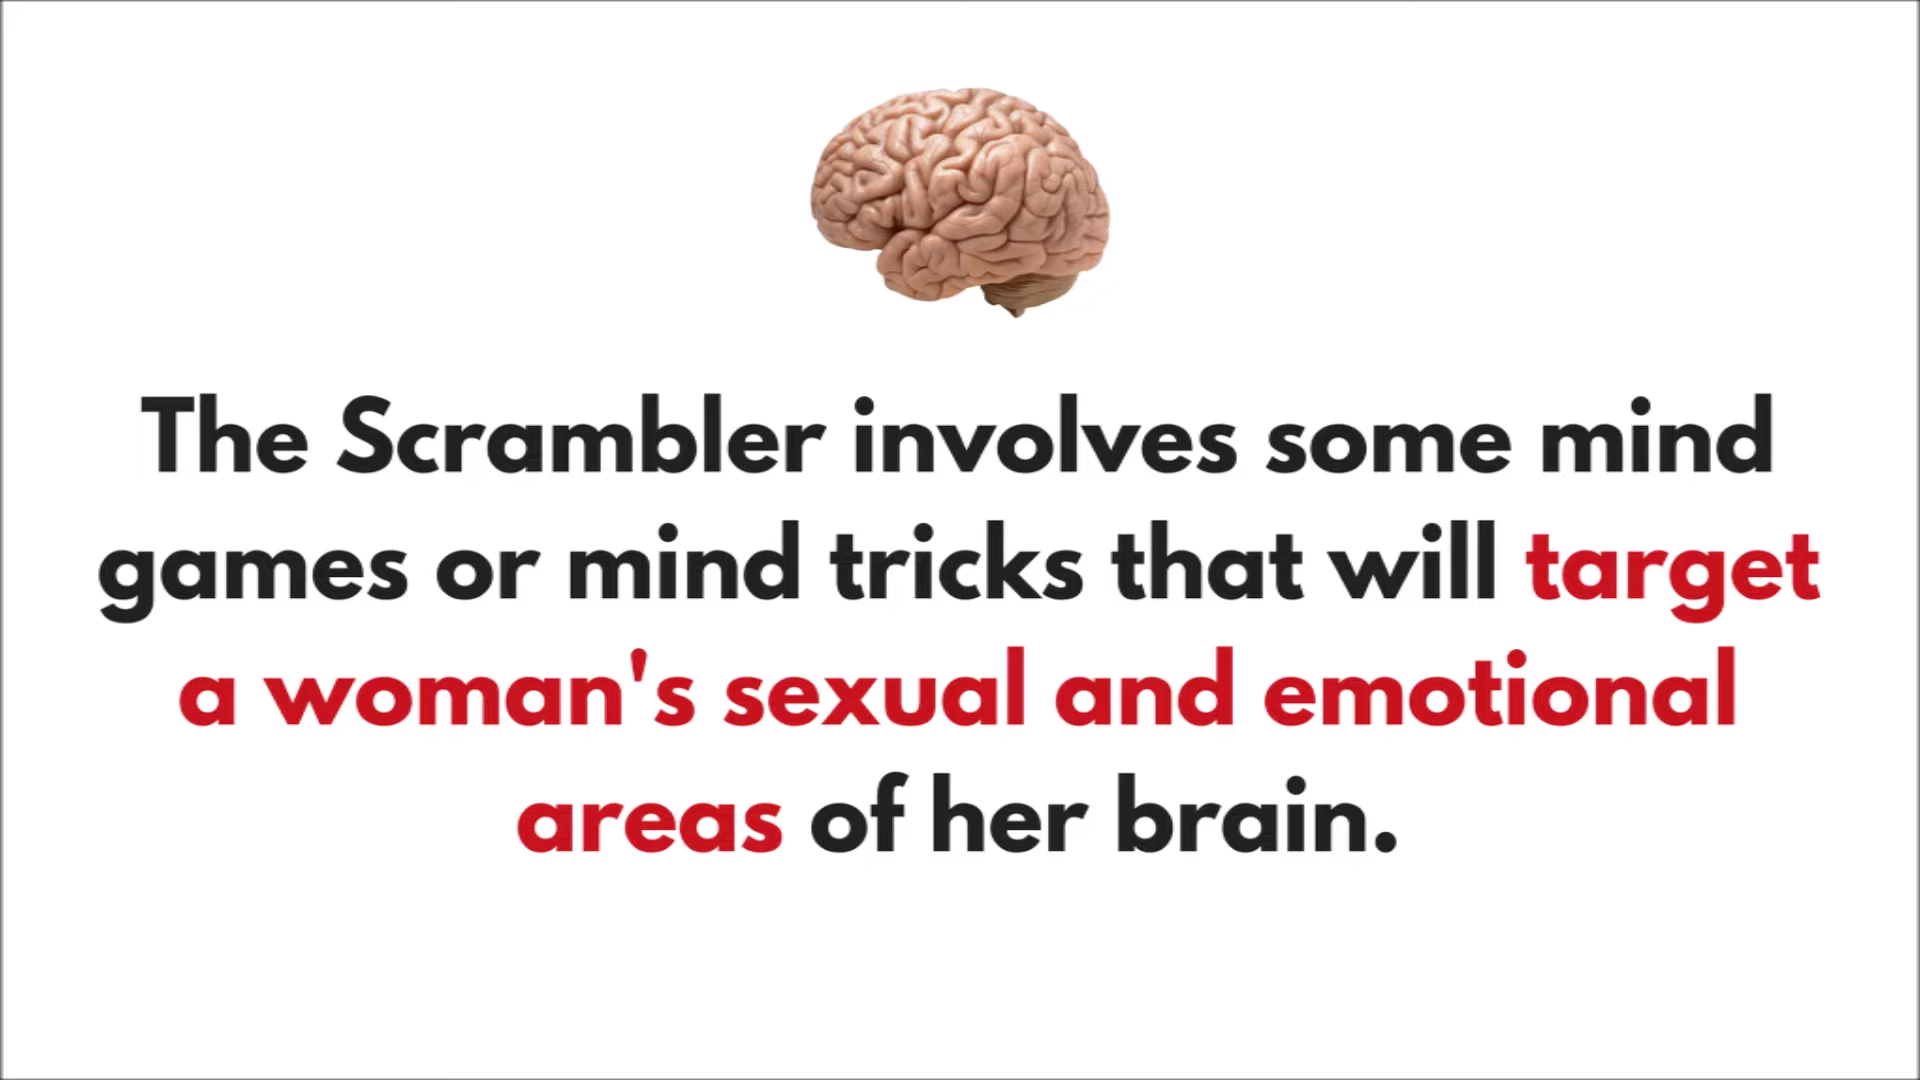 The Scrambler involves some mind
games or mind tricks that will target
a woman's sexual and emotional
areas of her brain.